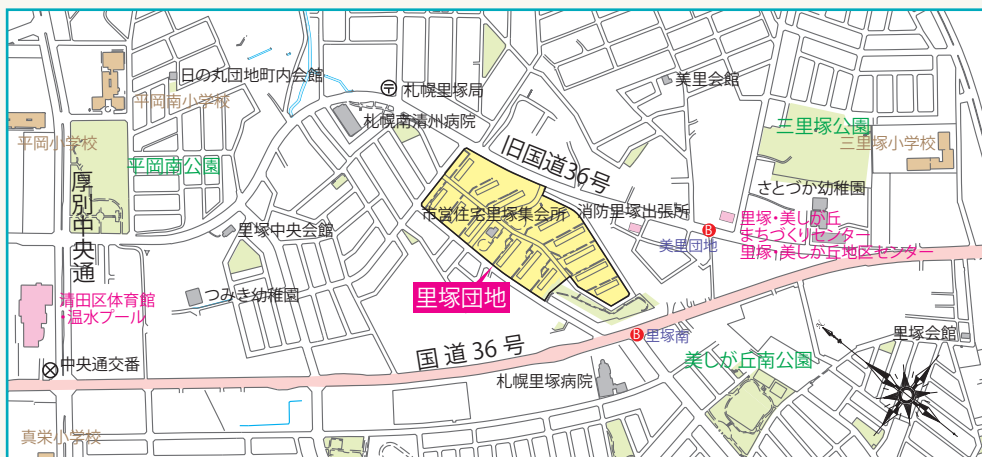 日の丸団地町内会館
平岡南小学校
平岡小学校
平岡南公園
厚別中央通
〒
札幌里塚局
札幌南清州病院
美里会館
三里塚公園
三里塚小学校
旧国道36号
さとづか幼稚園
市営住宅里塚集会所
消防里塚出張所
里塚・美しが丘
まちづくりセンター
里塚・美しが丘地区センター
B
美里団地
里塚中央会館
つみき幼稚園
里塚団地
清田区体育館
・温水プール
国道36号
B
里塚南
里塚会館
中央通交番
札幌里塚病院
美しが丘南公園
真栄小学校